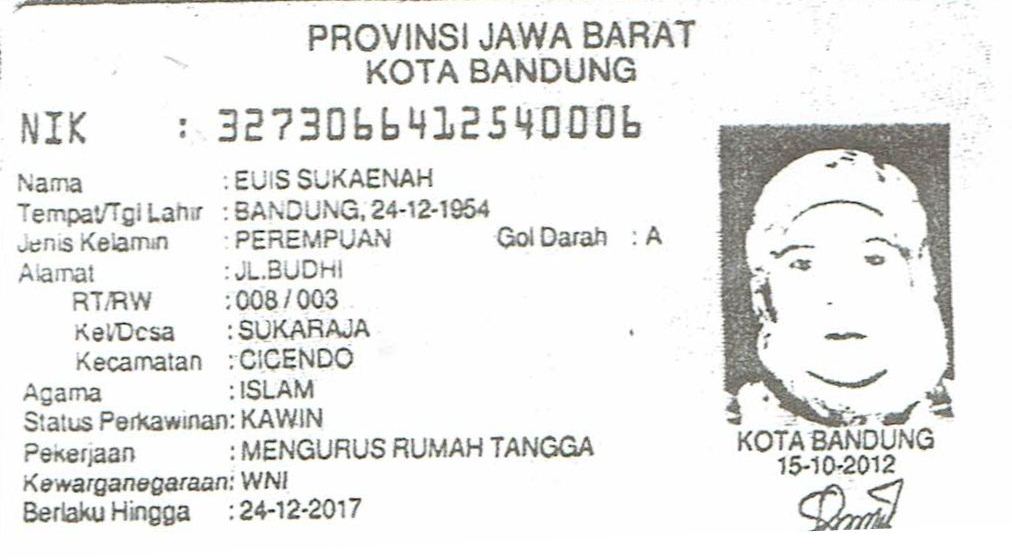 PROVINSI JAWA BARAT
KOTA BANDUNG
NIK : 3273066412540006
Nama : EUIS SUKAENAH
Tempat/Tgl Lahir : BANDUNG, 24-12-1954
Jenis Kelamin : PEREMPUAN Gol Darah : A
Alamat : JL.BUDHI
RT/RW : 008 / 003
Kel/Desa : SUKARAJA
Kecamatan : CICENDO
Agama : ISLAM
Status Perkawinan: KAWIN
Pekerjaan : MENGURUS RUMAH TANGGA
Kewarganegaraan: WNI
Berlaku Hingga : 24-12-2017
KOTA BANDUNG
15-10-2012